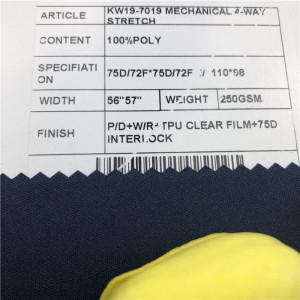 ARTICLE KW19-7019 MECHANICAL 4-WAY
STRETCH
CONTENT 100%POLY
SPECIFIATI
ON 75D/72F*75D/72F // 110*98
WIDTH 56"57" WEIGHT 250GSM
FINISH P/D+W/R+TPU CLEAR FILM+75D
INTERLOCK